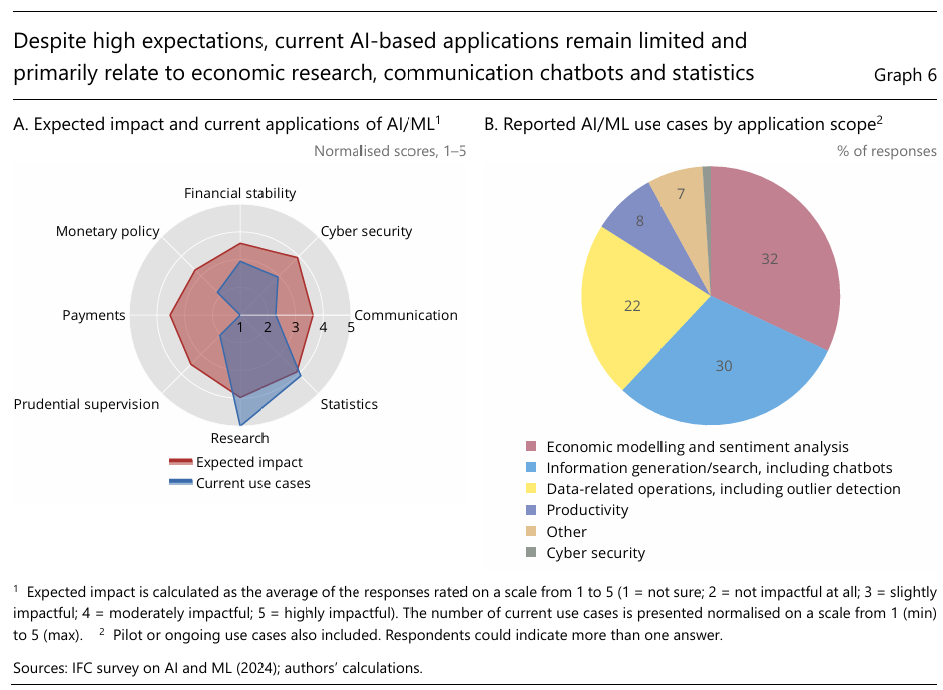 Despite high expectations, current AI-based applications remain limited and
primarily relate to economic research, communication chatbots and statistics
Graph 6
A. Expected impact and current applications of AI/ML¹
Normalised scores, 1–5
Financial stability
Monetary policy
Cyber security
Payments
1 2 3 4 5
Communication
Prudential supervision
Statistics
Research
Expected impact
Current use cases
B. Reported AI/ML use cases by application scope²
% of responses
7
8
32
22
30
Economic modelling and sentiment analysis
Information generation/search, including chatbots
Data-related operations, including outlier detection
Productivity
Other
Cyber security
¹ Expected impact is calculated as the average of the responses rated on a scale from 1 to 5 (1 = not sure; 2 = not impactful at all; 3 = slightly
impactful; 4 = moderately impactful; 5 = highly impactful). The number of current use cases is presented normalised on a scale from 1 (min)
to 5 (max). ² Pilot or ongoing use cases also included. Respondents could indicate more than one answer.
Sources: IFC survey on AI and ML (2024); authors’ calculations.